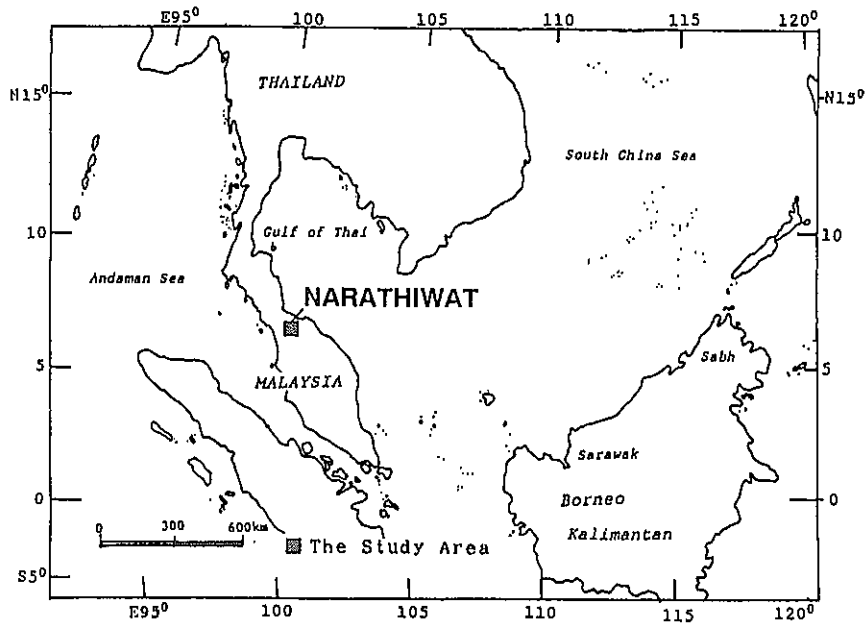 E95° 100 105 110 115 120°
THAILAND
N15° N15°
South China Sea
10 Gulf of Thai 10
Andaman Sea
NARATHIWAT
5 Sabh 5
MALAYSIA
Sarawak
0 Borneo 0
0 300 600km
Kalimantan
The Study Area
S5°
E95° 100 105 110 115 120°